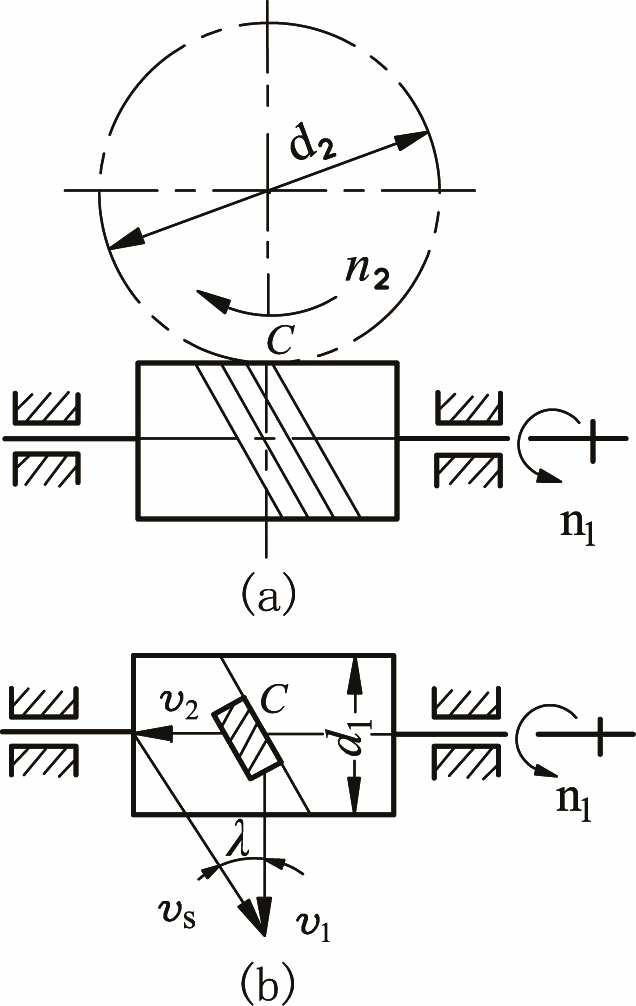 d₂
n₂
C
n₁
(a)
v₂
C
d₁
n₁
λ
vₛ
v₁
(b)